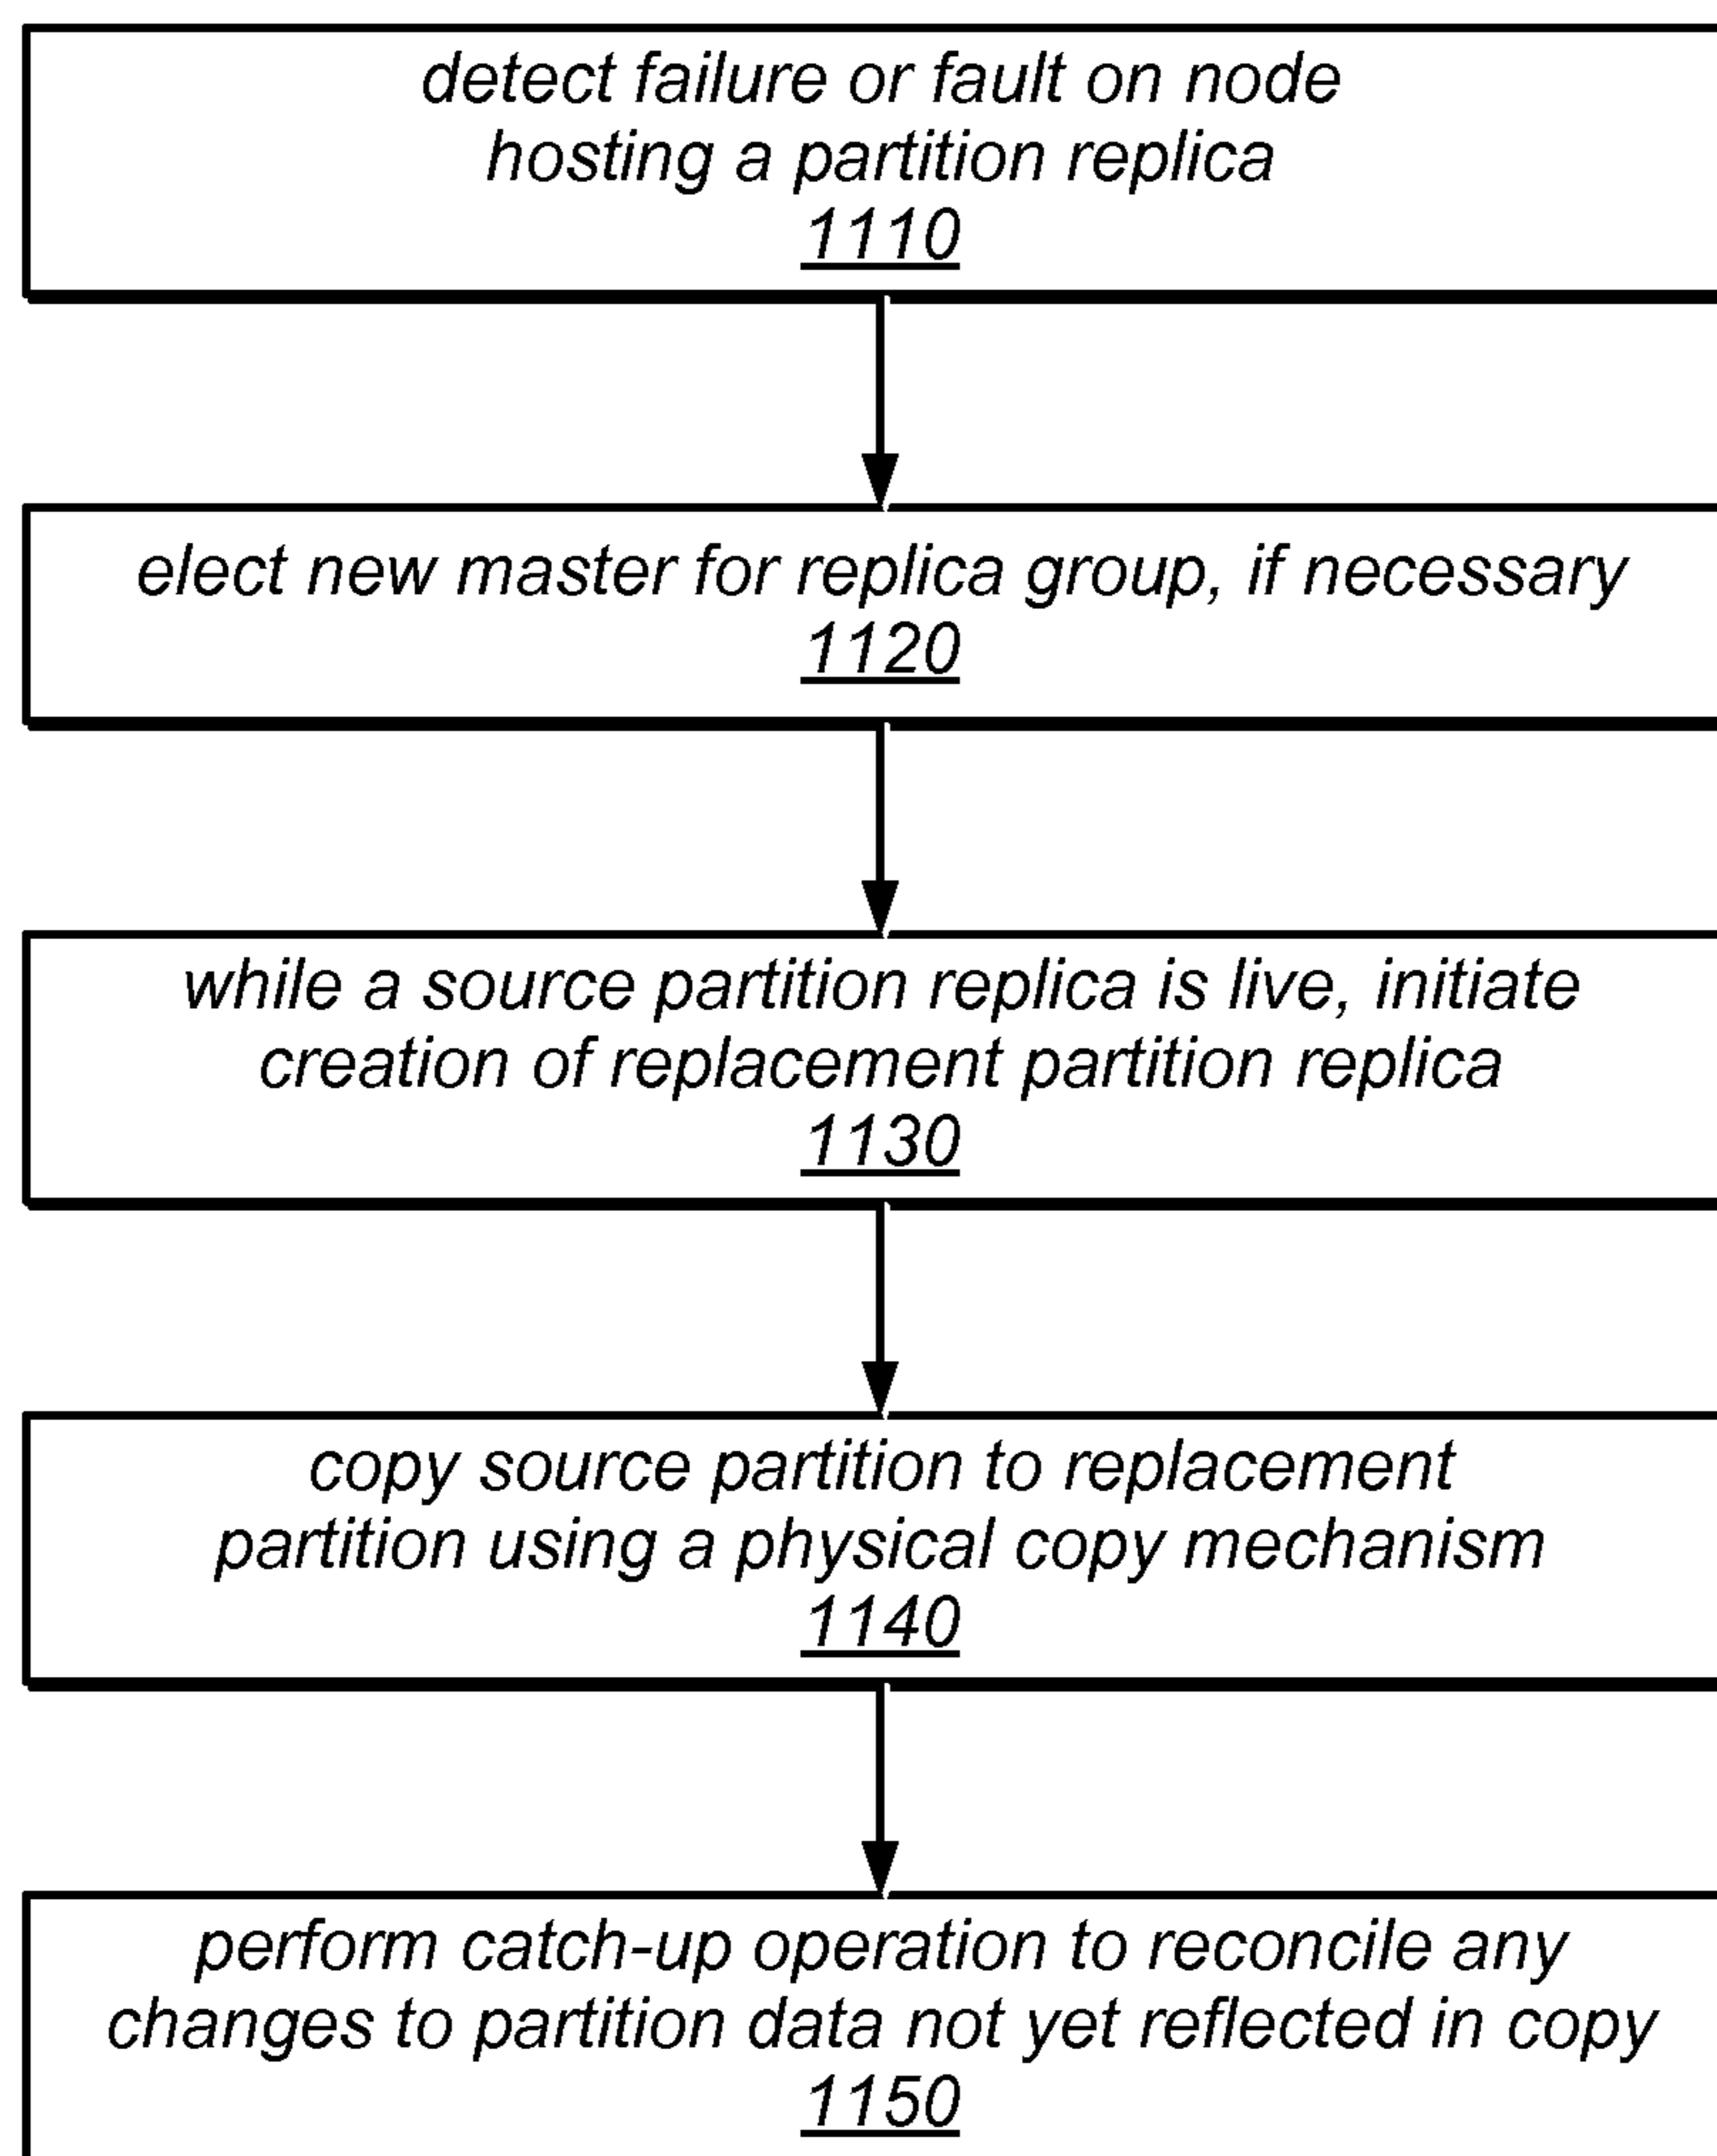 detect failure or fault on node
hosting a partition replica
1110
elect new master for replica group, if necessary
1120
while a source partition replica is live, initiate
creation of replacement partition replica
1130
copy source partition to replacement
partition using a physical copy mechanism
1140
perform catch-up operation to reconcile any
changes to partition data not yet reflected in copy
1150